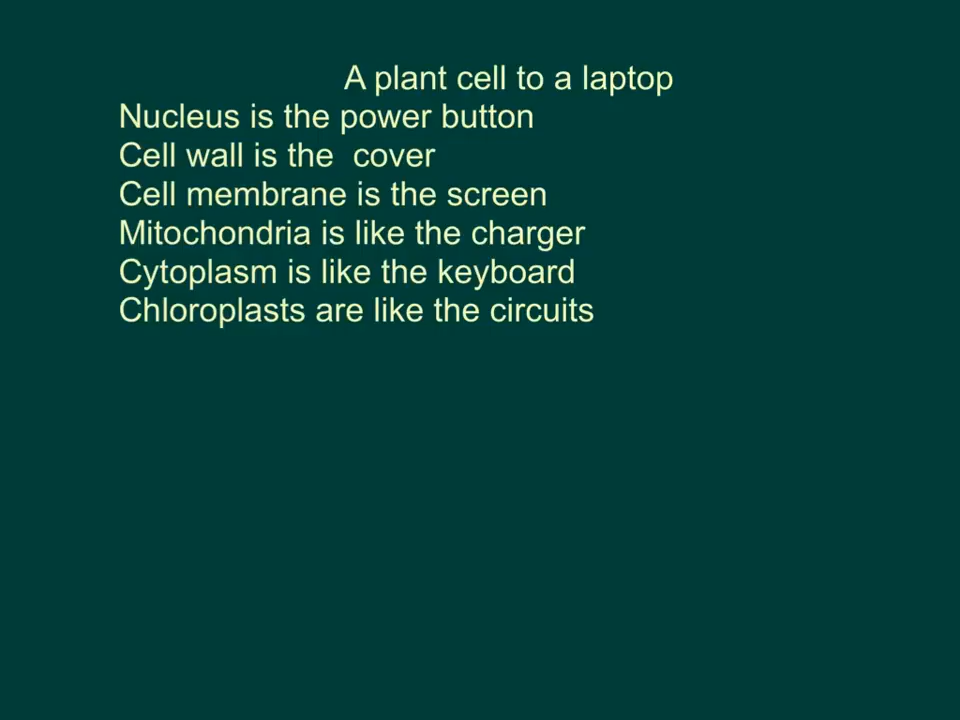 A plant cell to a laptop
Nucleus is the power button
Cell wall is the  cover
Cell membrane is the screen
Mitochondria is like the charger
Cytoplasm is like the keyboard
Chloroplasts are like the circuits